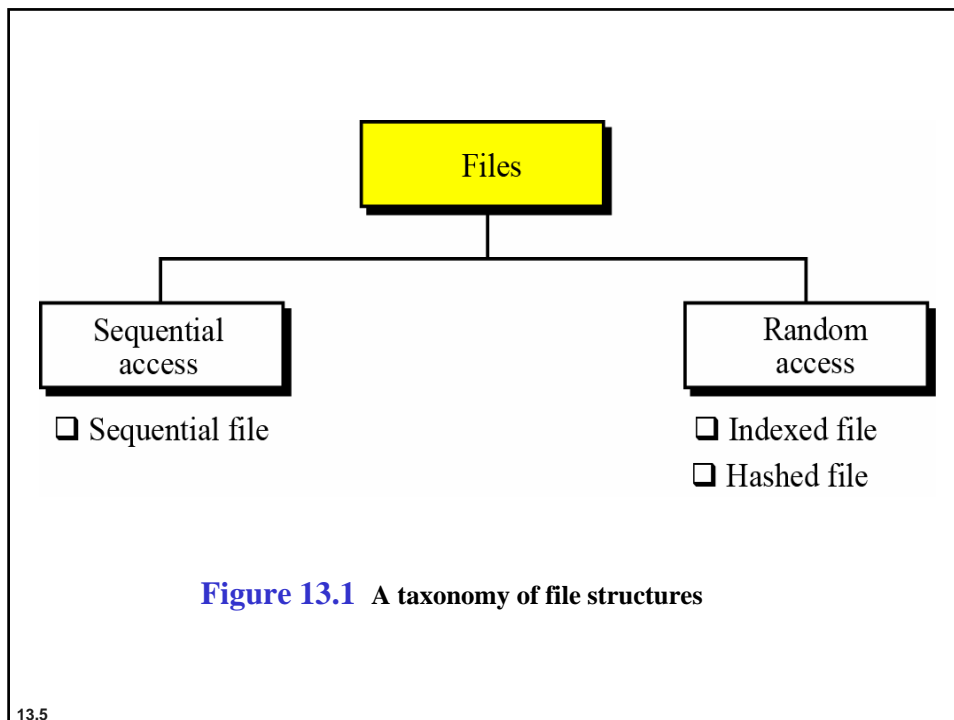 Files
Sequential
access
Random
access
❑ Sequential file
❑ Indexed file
❑ Hashed file
Figure 13.1 A taxonomy of file structures
13.5